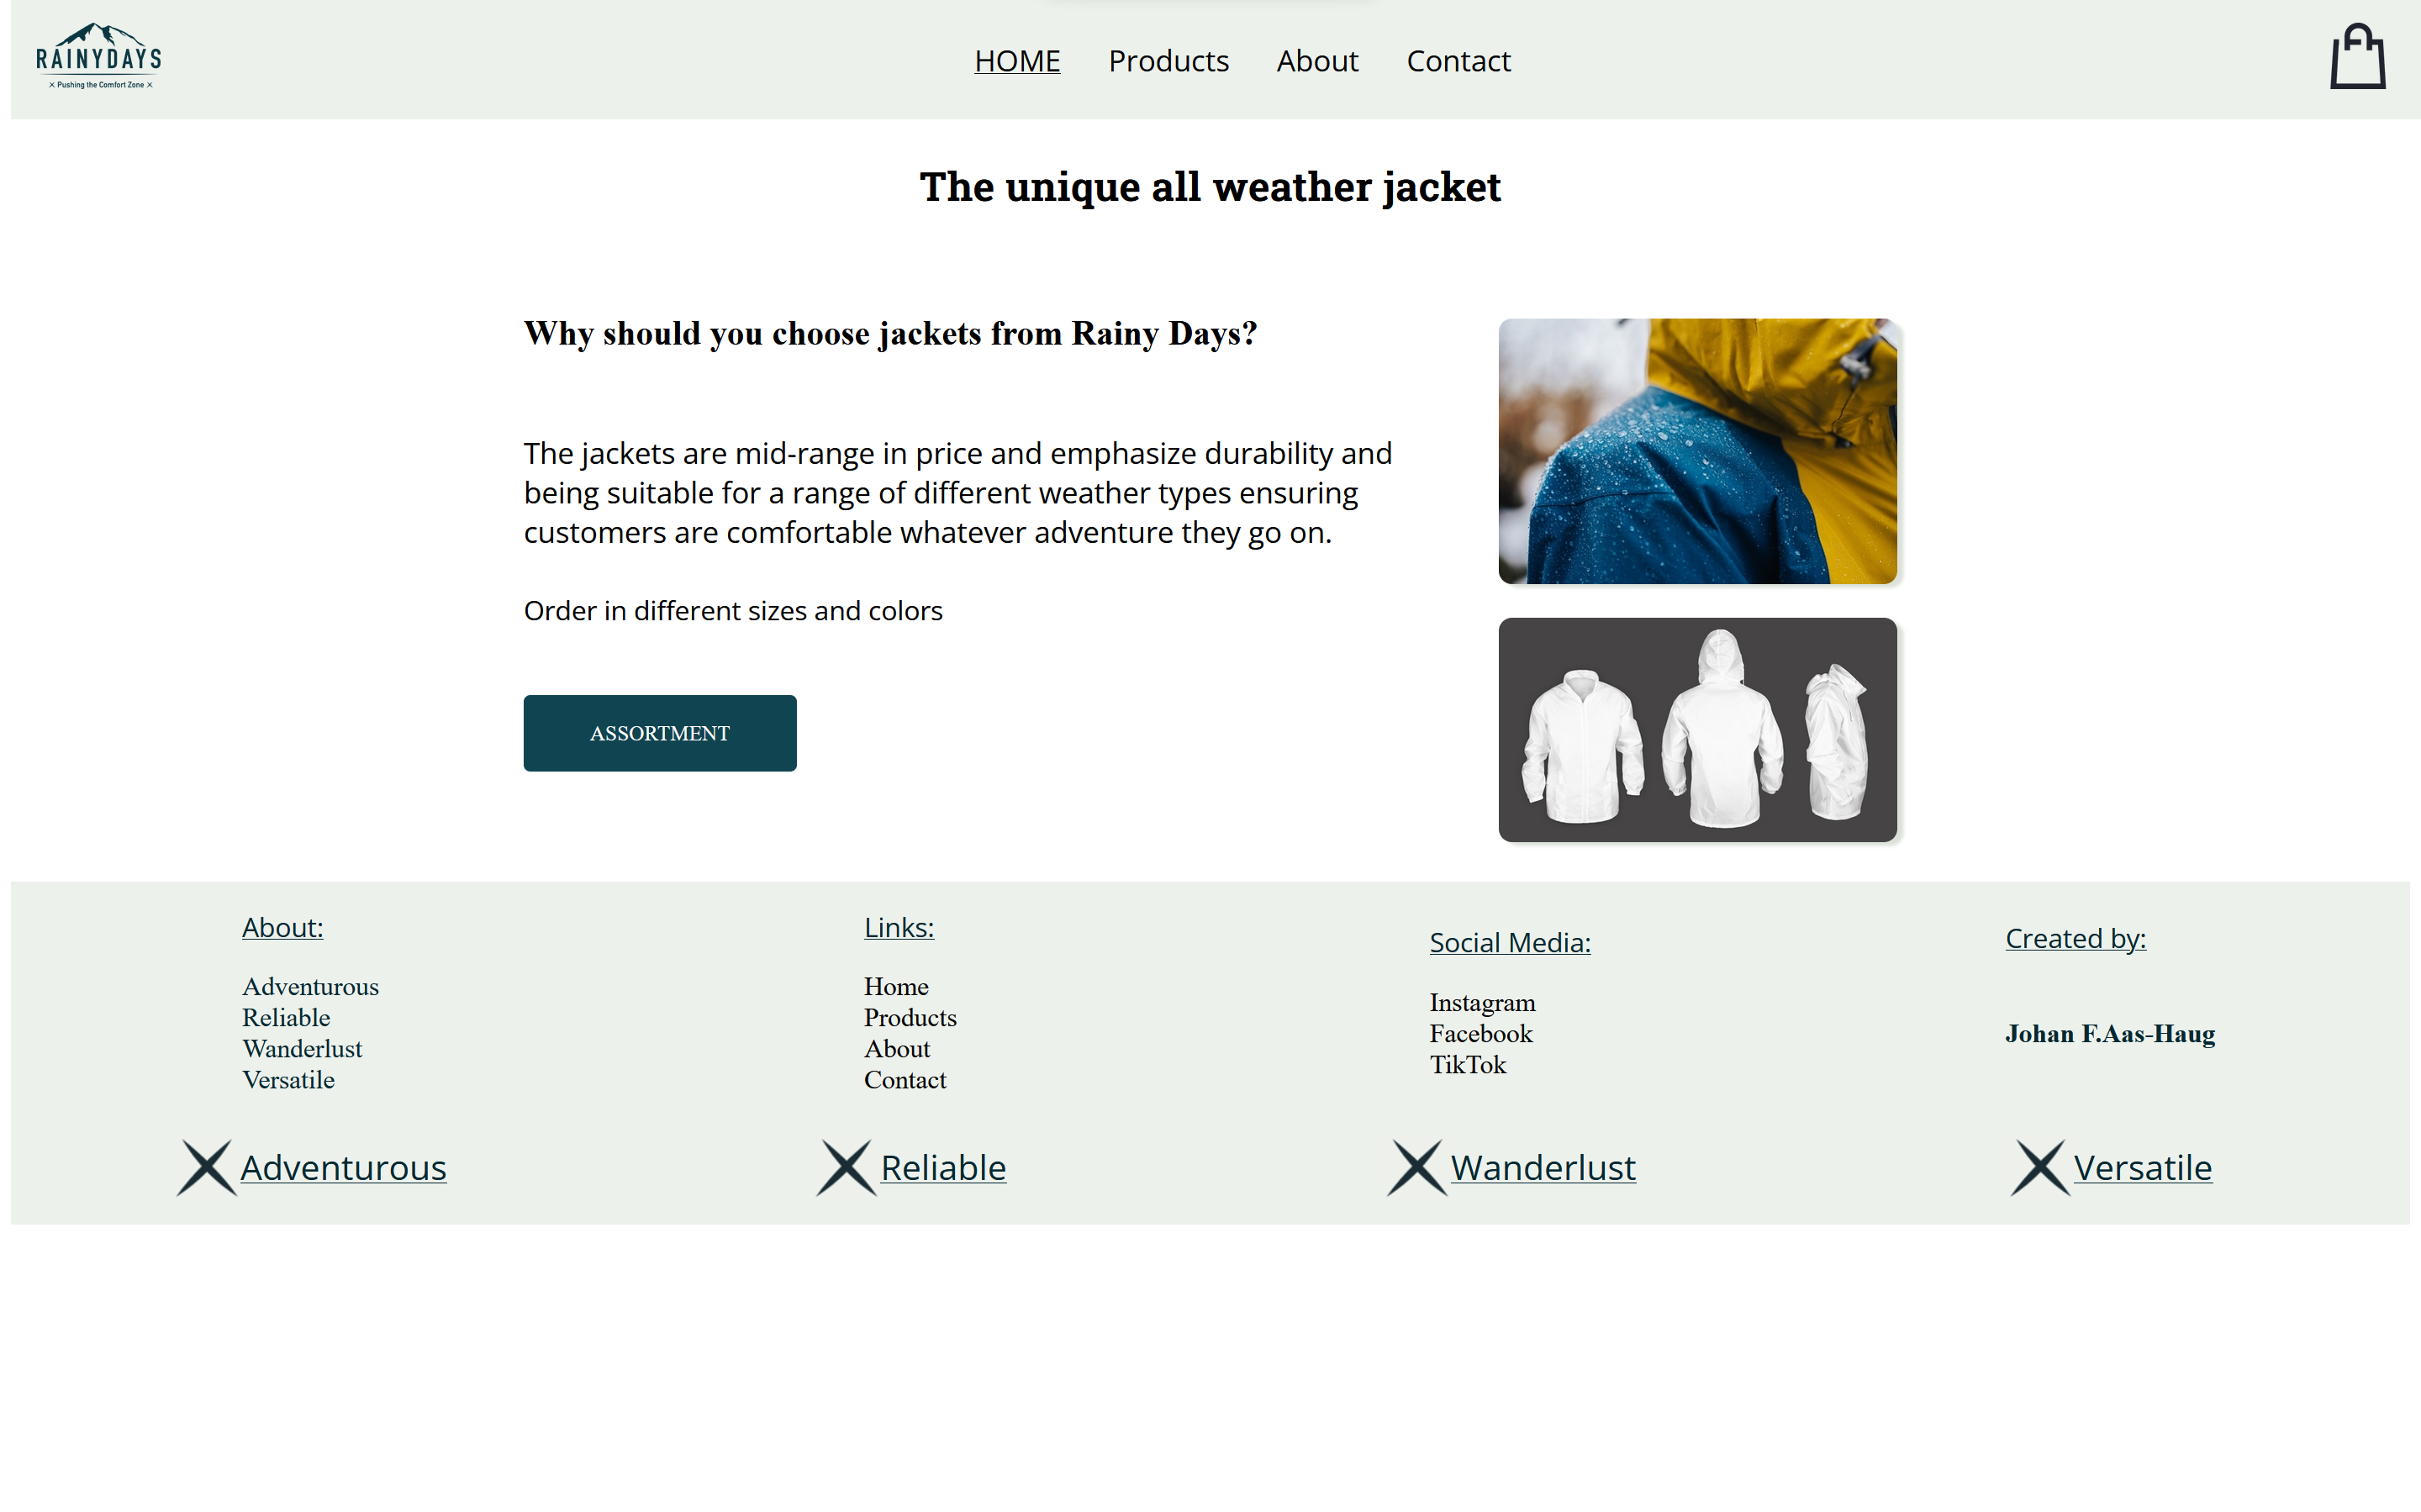 RAINYDAYS
× Pushing the Comfort Zone ×
HOME Products About Contact
The unique all weather jacket
Why should you choose jackets from Rainy Days?
The jackets are mid-range in price and emphasize durability and
being suitable for a range of different weather types ensuring
customers are comfortable whatever adventure they go on.
Order in different sizes and colors
ASSORTMENT
About:
Adventurous
Reliable
Wanderlust
Versatile
Links:
Home
Products
About
Contact
Social Media:
Instagram
Facebook
TikTok
Created by:
Johan F.Aas-Haug
Adventurous
Reliable
Wanderlust
Versatile